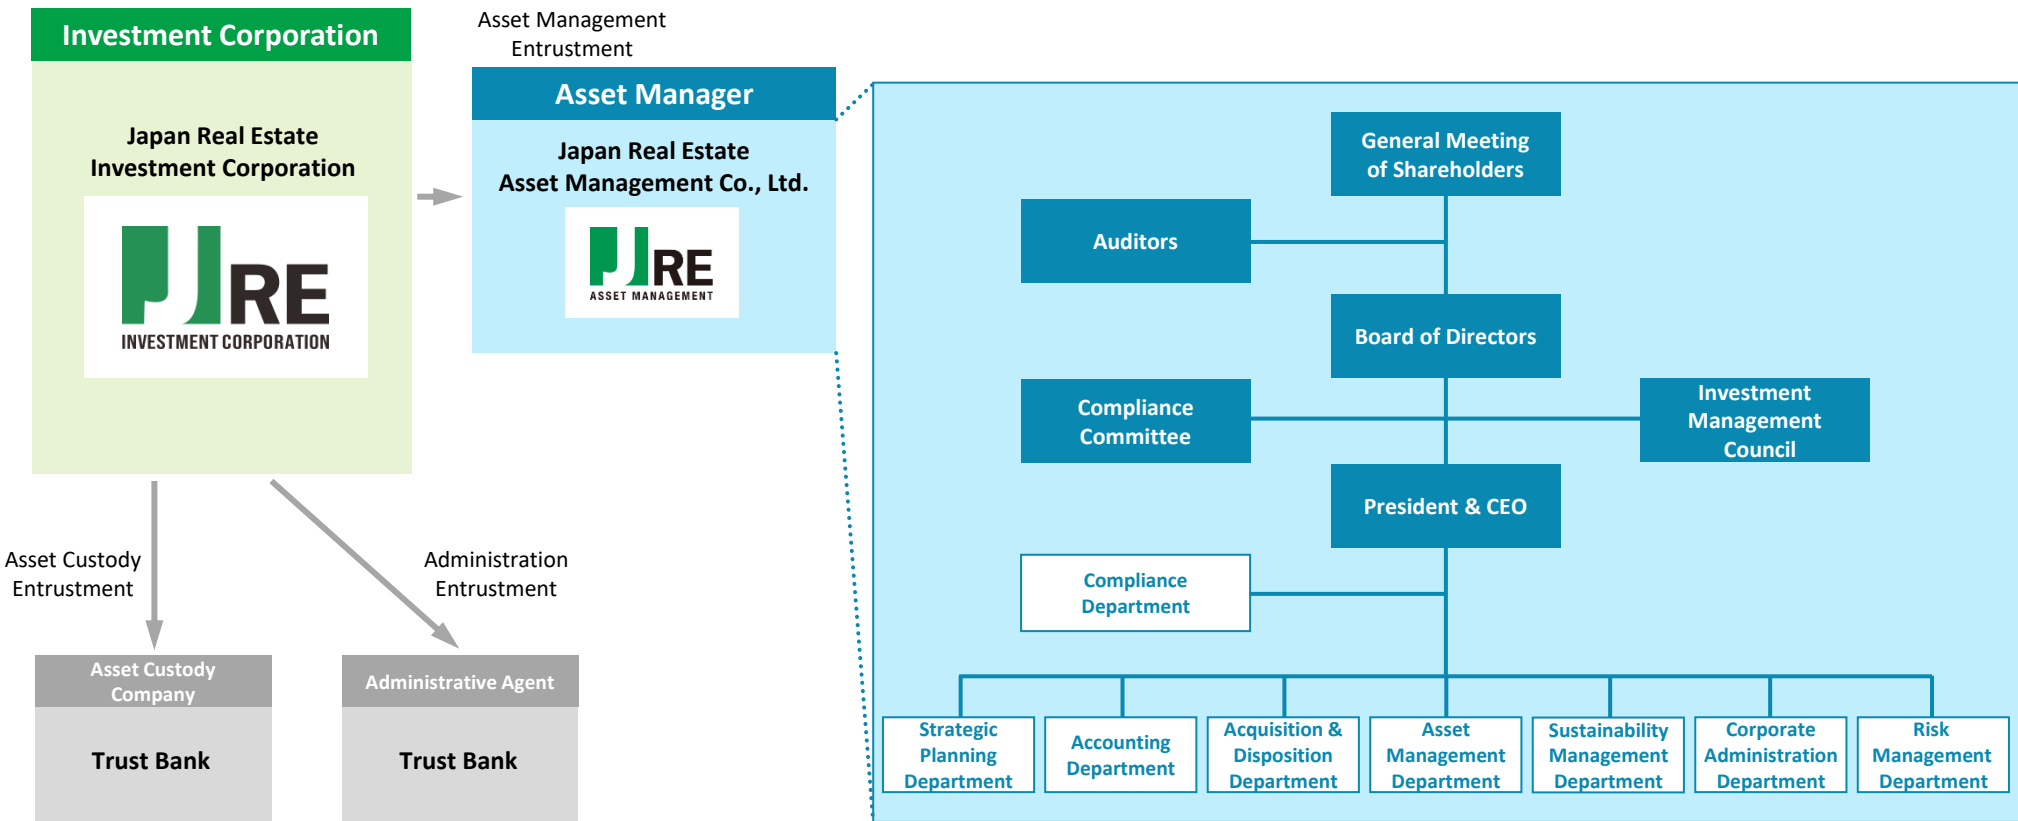 Investment Corporation
Japan Real Estate
Investment Corporation
JRE
INVESTMENT CORPORATION
Asset Management
Entrustment
Asset Manager
Japan Real Estate
Asset Management Co., Ltd.
JRE
ASSET MANAGEMENT
Asset Custody
Entrustment
Administration
Entrustment
Asset Custody
Company
Trust Bank
Administrative Agent
Trust Bank
General Meeting
of Shareholders
Auditors
Board of Directors
Compliance
Committee
Investment
Management
Council
President & CEO
Compliance
Department
Strategic
Planning
Department
Accounting
Department
Acquisition &
Disposition
Department
Asset
Management
Department
Sustainability
Management
Department
Corporate
Administration
Department
Risk
Management
Department